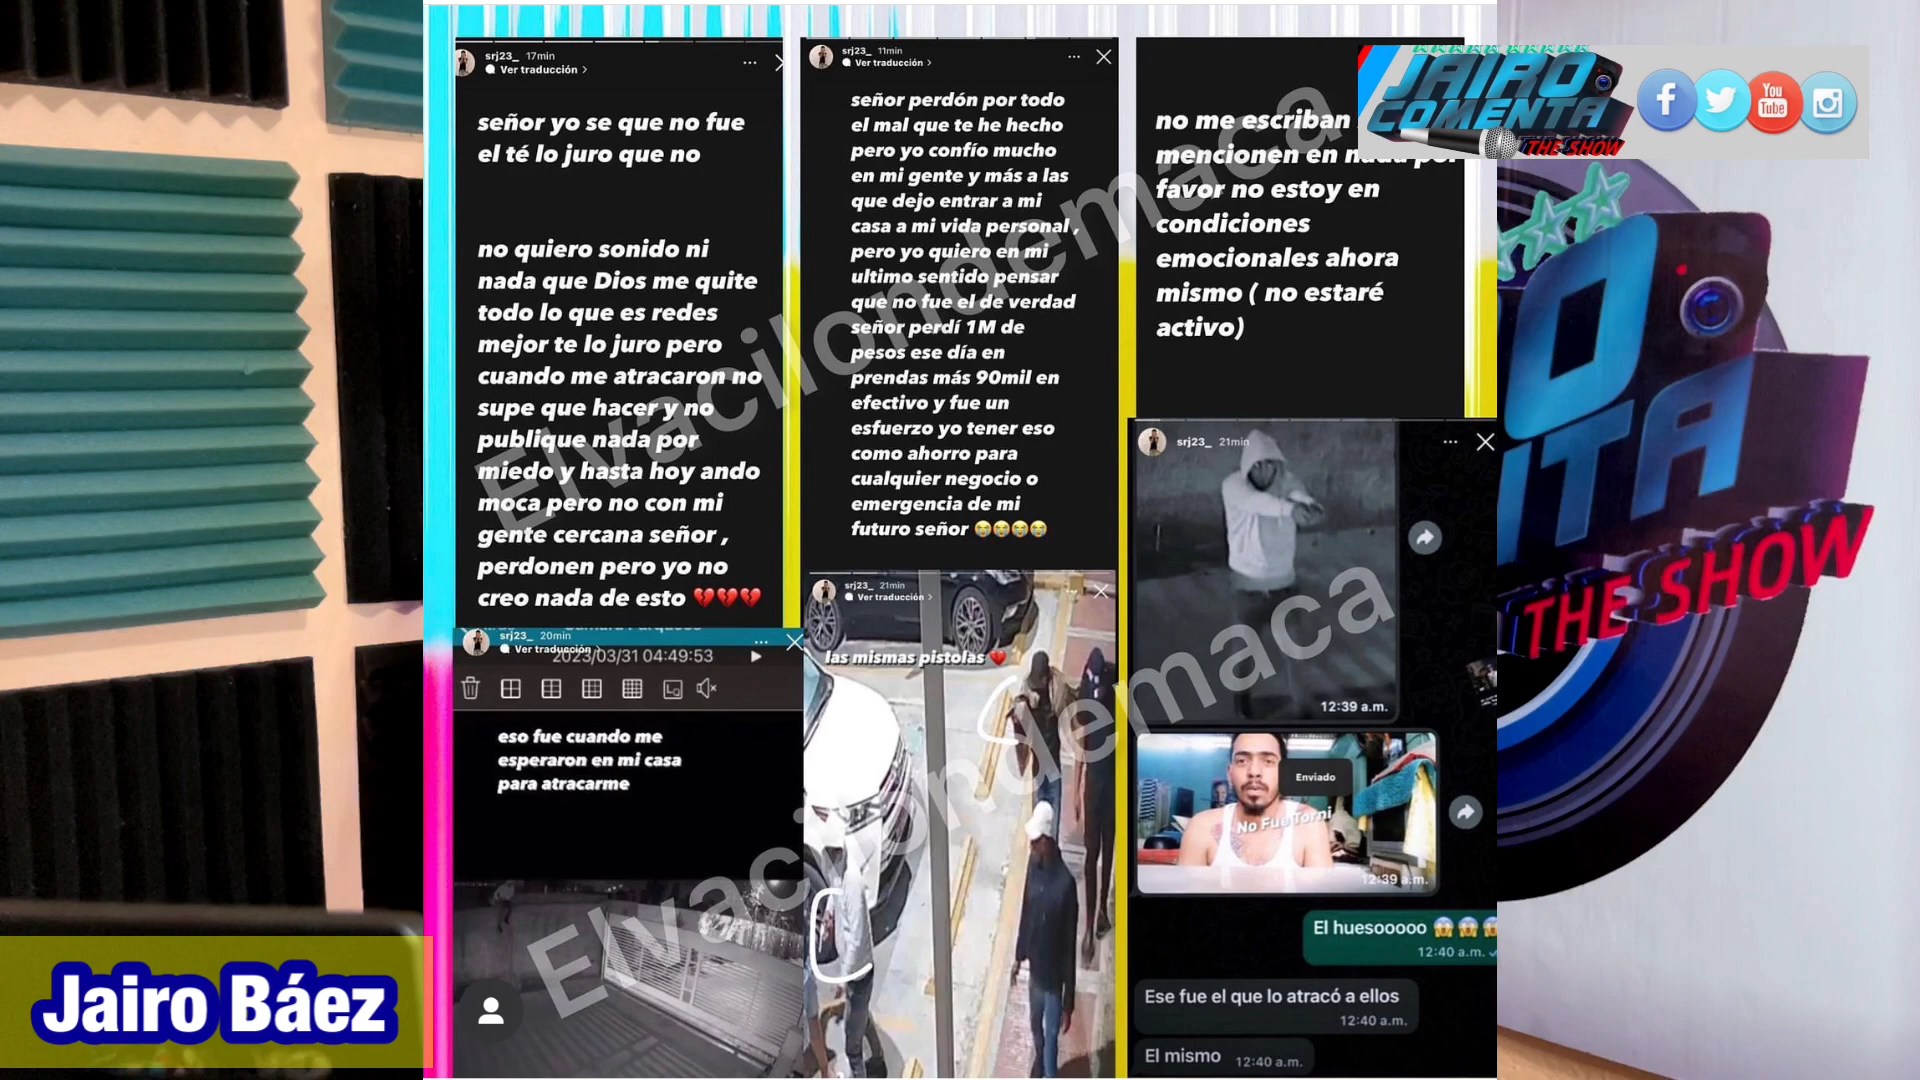 srj23_ 17min
Ver traducción >
señor yo se que no fue
el té lo juro que no
no quiero sonido ni
nada que Dios me quite
todo lo que es redes
mejor te lo juro pero
cuando me atracaron no
supe que hacer y no
publique nada por
miedo y hasta hoy ando
moca pero no con mi
gente cercana señor ,
perdonen pero yo no
creo nada de esto 💔💔💔
srj23_ 11min
Ver traducción >
señor perdón por todo
el mal que te he hecho
pero yo confío mucho
en mi gente y más a las
que dejo entrar a mi
casa a mi vida personal ,
pero yo quiero en mi
ultimo sentido pensar
que no fue el de verdad
señor perdí 1M de
pesos ese día en
prendas más 90mil en
efectivo y fue un
esfuerzo yo tener eso
como ahorro para
cualquier negocio o
emergencia de mi
futuro señor 😭😭😭😭
no me escriban
mencionen en nada por
favor no estoy en
condiciones
emocionales ahora
mismo ( no estaré
activo)
JAIRO
COMENTA
THE SHOW
You
Tube
srj23_ 20min
Ver traducción
2023/03/31 04:49:53
eso fue cuando me
esperaron en mi casa
para atracarme
srj23_ 21min
Ver traducción >
las mismas pistolas 💔
srj23_ 21min
12:39 a.m.
Enviado
No Fue Torni
12:39 a.m.
El huesooooo 😱😱😱
12:40 a.m.
Ese fue el que lo atracó a ellos
12:40 a.m.
El mismo 12:40 a.m.
Elvacilondemaca
Elvacilondemaca
THE SHOW
Jairo Báez